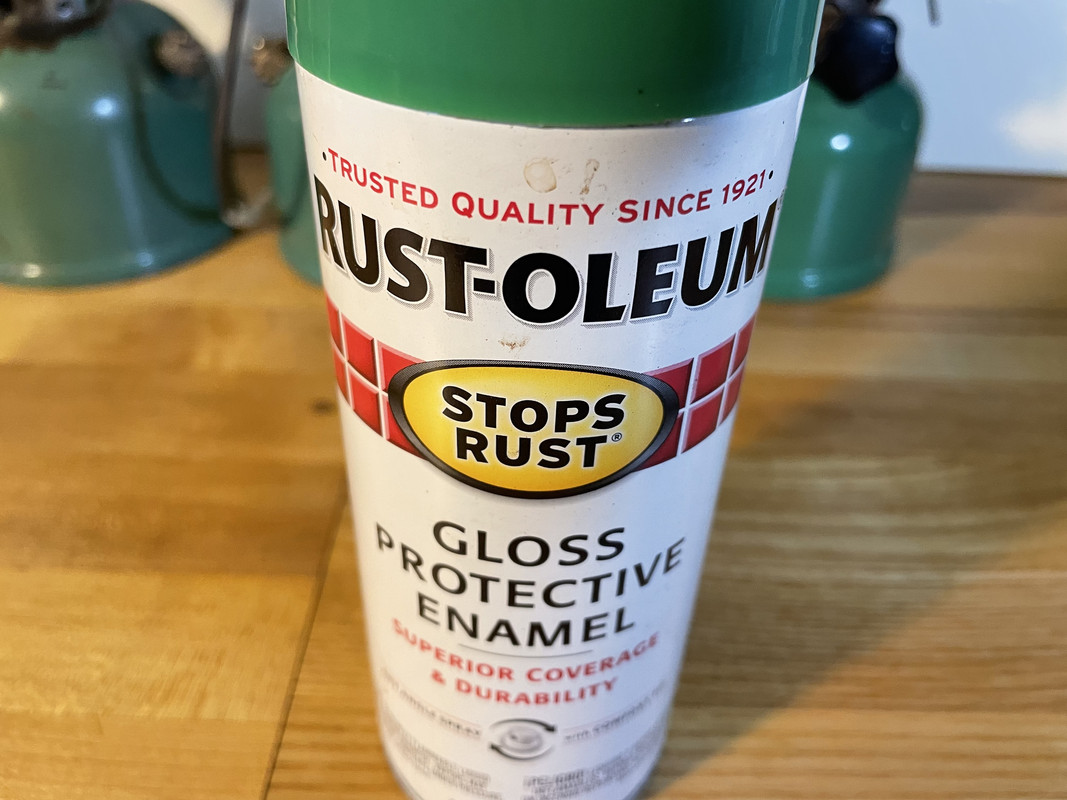 •TRUSTED QUALITY SINCE 1921•
RUST-OLEUM®
STOPS
RUST®
GLOSS
PROTECTIVE
ENAMEL
SUPERIOR COVERAGE
& DURABILITY